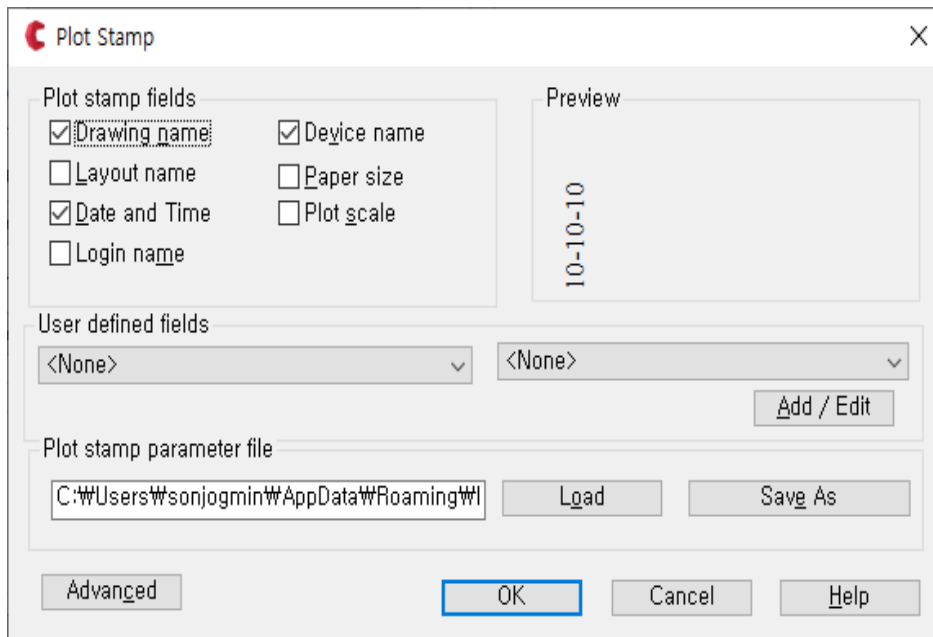 Plot Stamp
Plot stamp fields
Drawing name
Device name
Layout name
Paper size
Date and Time
Plot scale
Login name
Preview
10-10-10
User defined fields
<None>
<None>
Add / Edit
Plot stamp parameter file
C:₩Users₩sonjogmin₩AppData₩Roaming₩I
Load
Save As
Advanced
OK
Cancel
Help